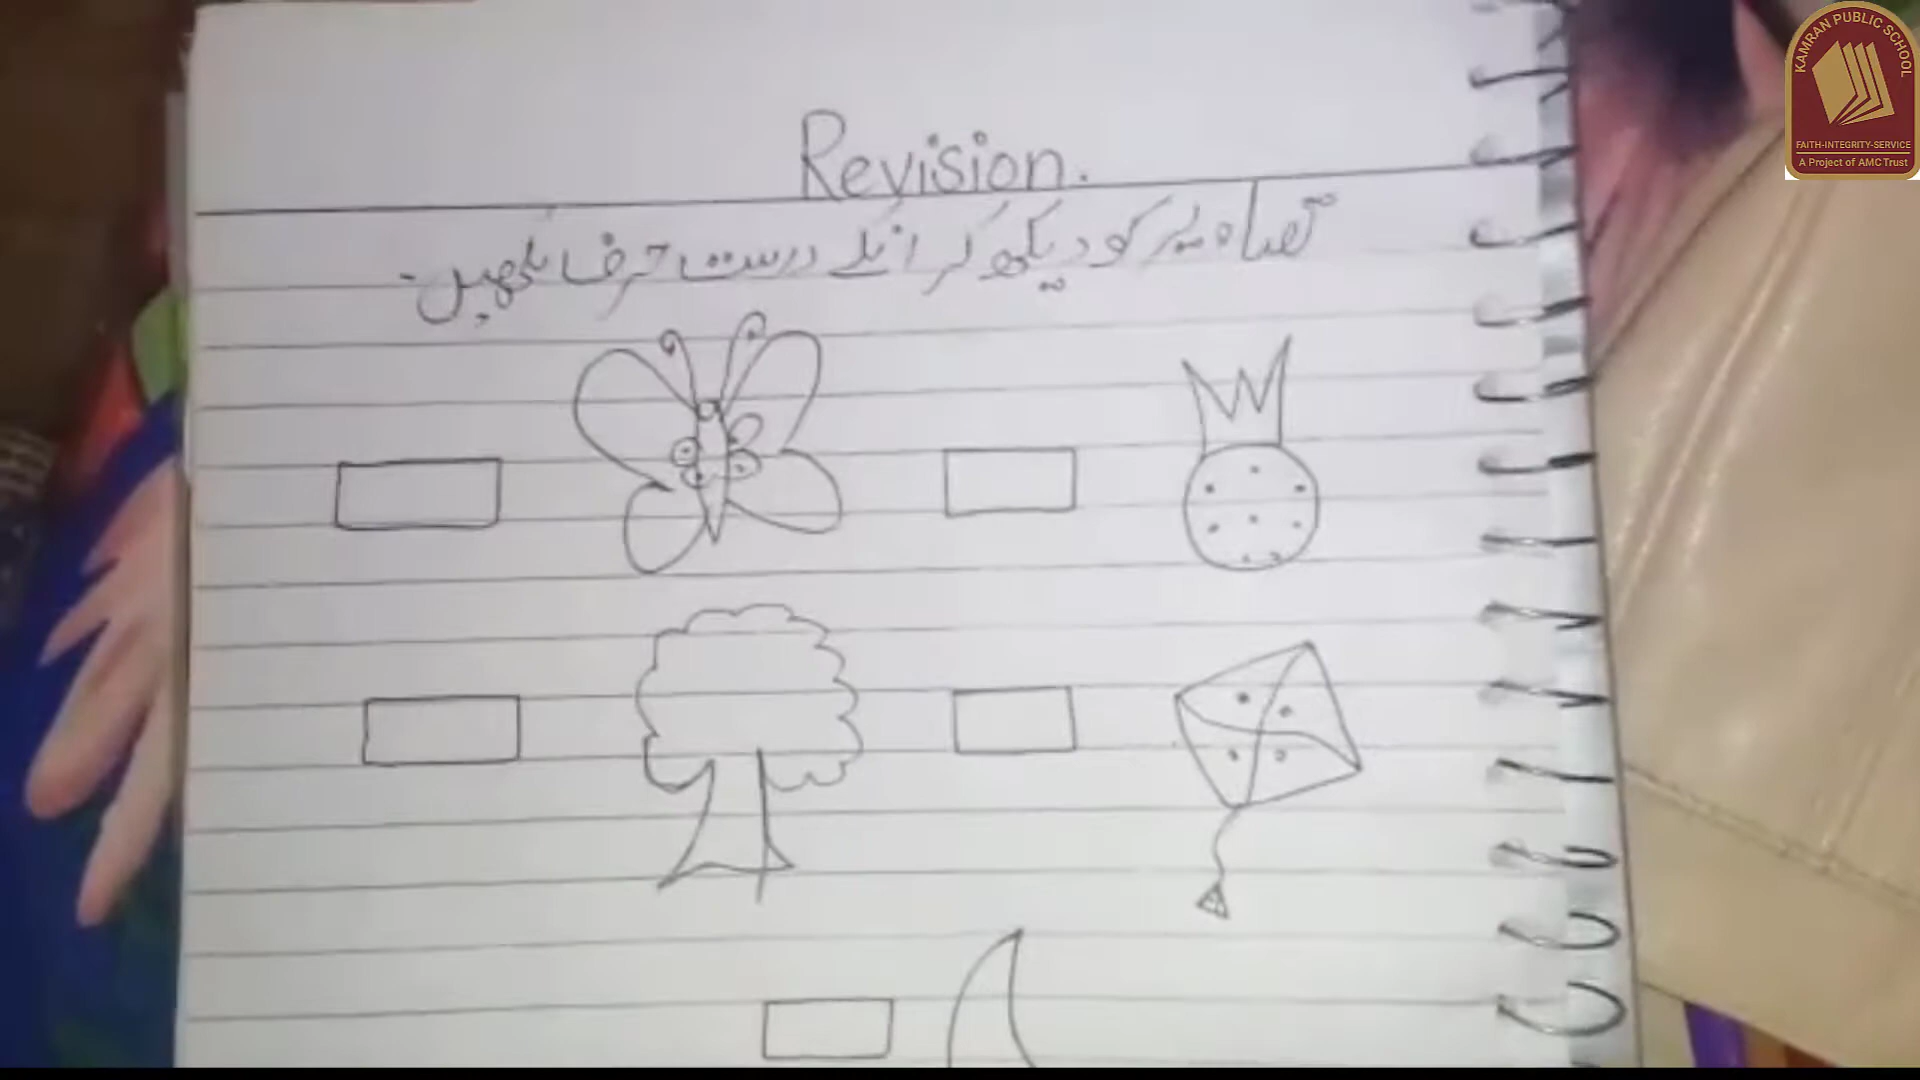 Revision.
تصاویر کو دیکھ کر انکے درست حرف لکھیں۔
KAMRAN PUBLIC SCHOOL
FAITH-INTEGRITY-SERVICE
A Project of AMC Trust